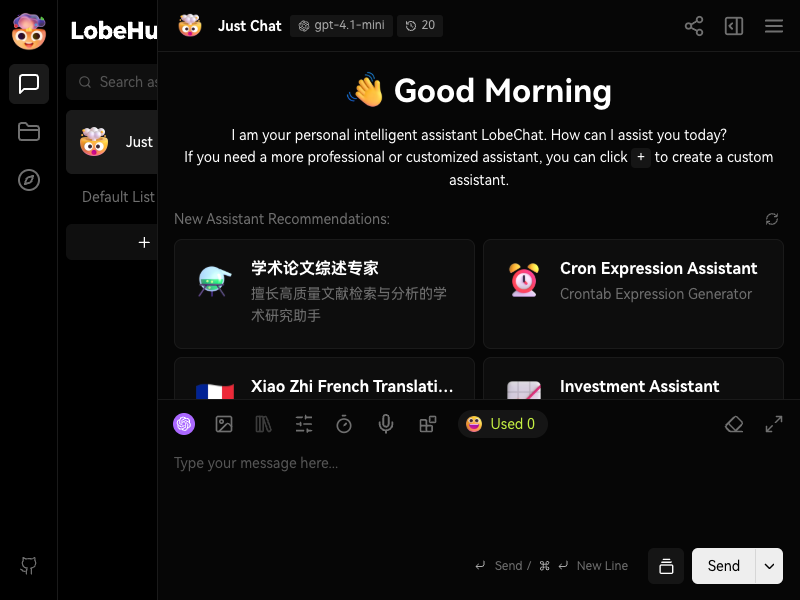 LobeHu
Search as
Just
Default List
Just Chat
gpt-4.1-mini
20
Good Morning
I am your personal intelligent assistant LobeChat. How can I assist you today?
If you need a more professional or customized assistant, you can click + to create a custom
assistant.
New Assistant Recommendations:
学术论文综述专家
擅长高质量文献检索与分析的学
术研究助手
Cron Expression Assistant
Crontab Expression Generator
Xiao Zhi French Translati...
Investment Assistant
Used 0
Type your message here...
Send / ⌘ New Line
Send